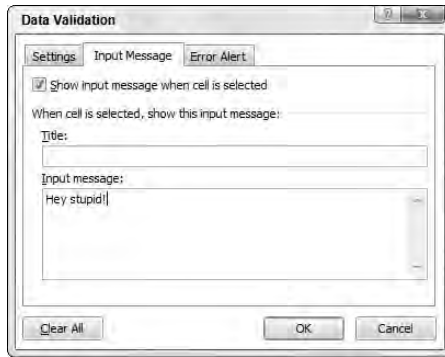 Data Validation
Settings Input Message Error Alert
Show input message when cell is selected
When cell is selected, show this input message:
Title:
Input message:
Hey stupid!
Clear All OK Cancel